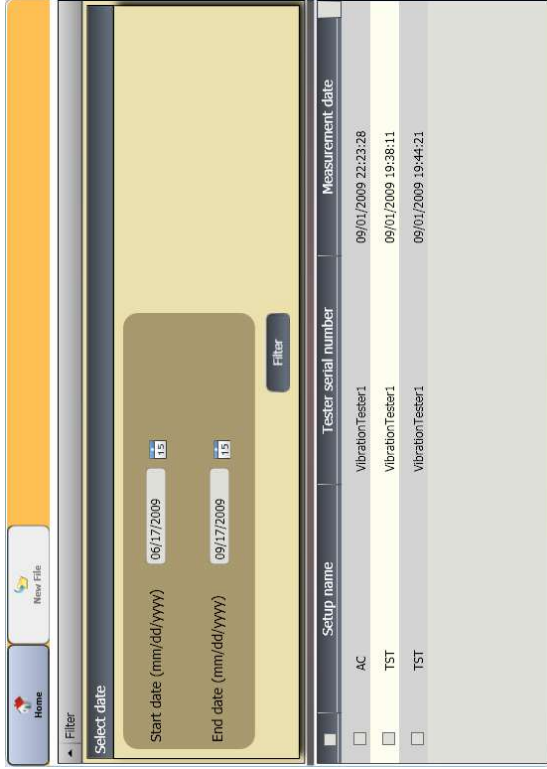 Home
New File
Filter
Select date
Start date (mm/dd/yyyy) 06/17/2009 15
End date (mm/dd/yyyy) 09/17/2009 15
Filter
Setup name Tester serial number Measurement date
AC VibrationTester1 09/01/2009 22:23:28
TST VibrationTester1 09/01/2009 19:38:11
TST VibrationTester1 09/01/2009 19:44:21